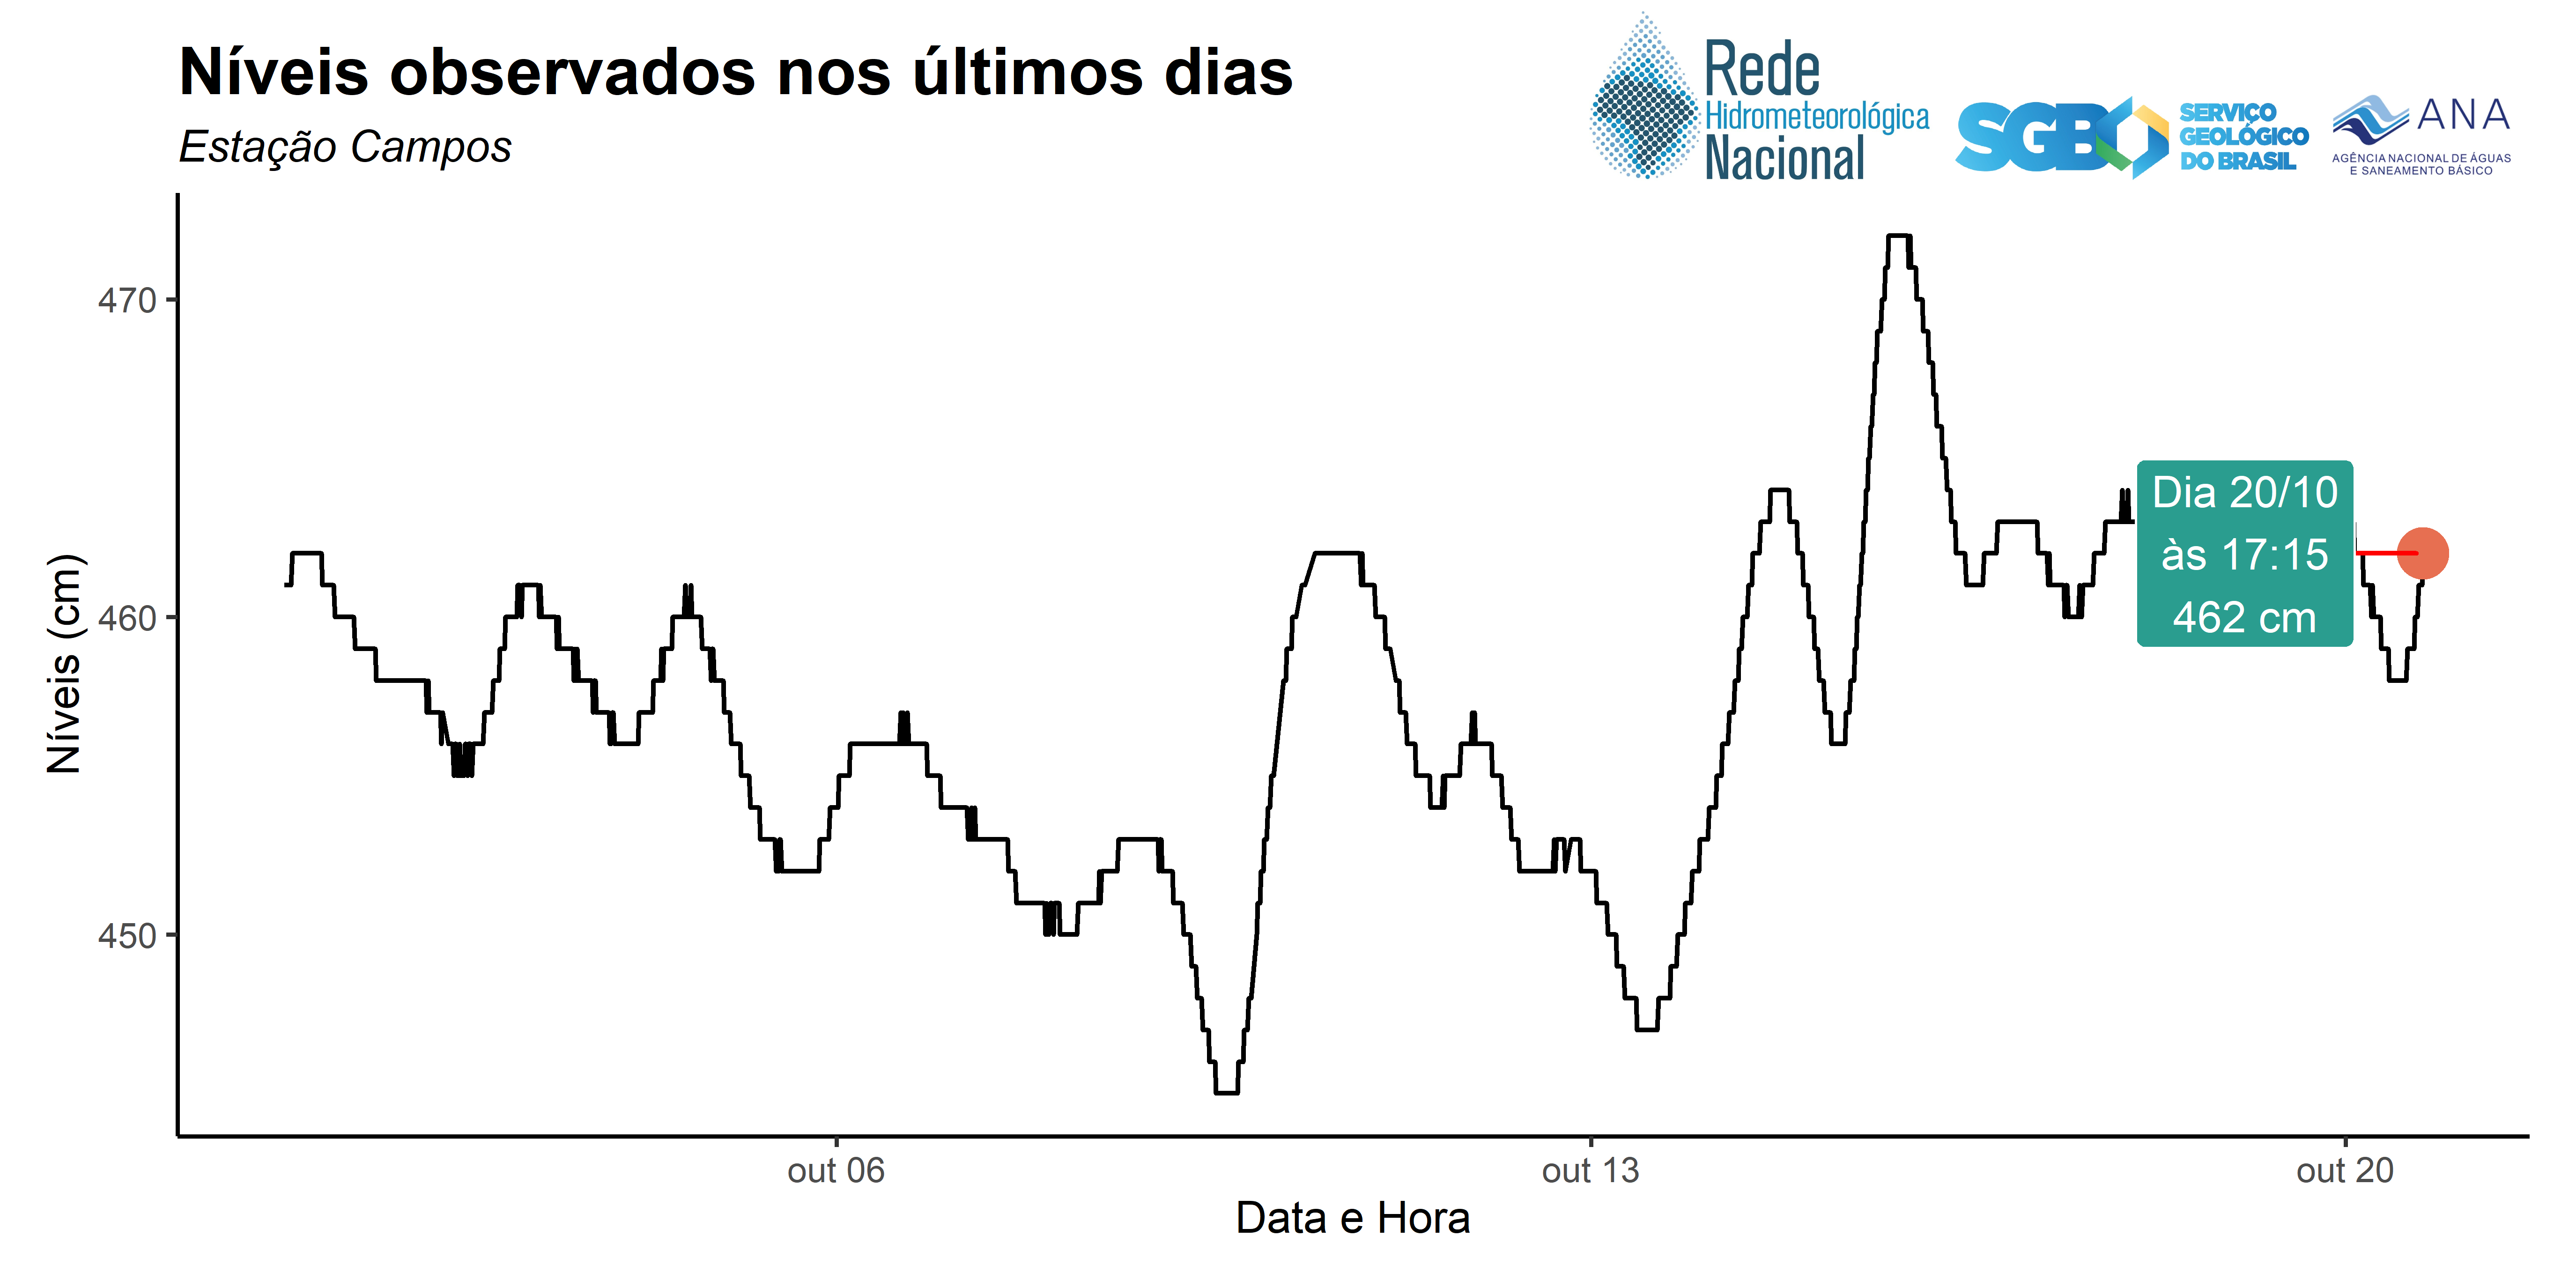 Níveis observados nos últimos dias
Estação Campos
Rede
Hidrometeorológica
Nacional
SGB
SERVIÇO
GEOLÓGICO
DO BRASIL
ANA
AGÊNCIA NACIONAL DE ÁGUAS
E SANEAMENTO BÁSICO
Níveis (cm)
470
460
450
Dia 20/10
às 17:15
462 cm
out 06
out 13
out 20
Data e Hora